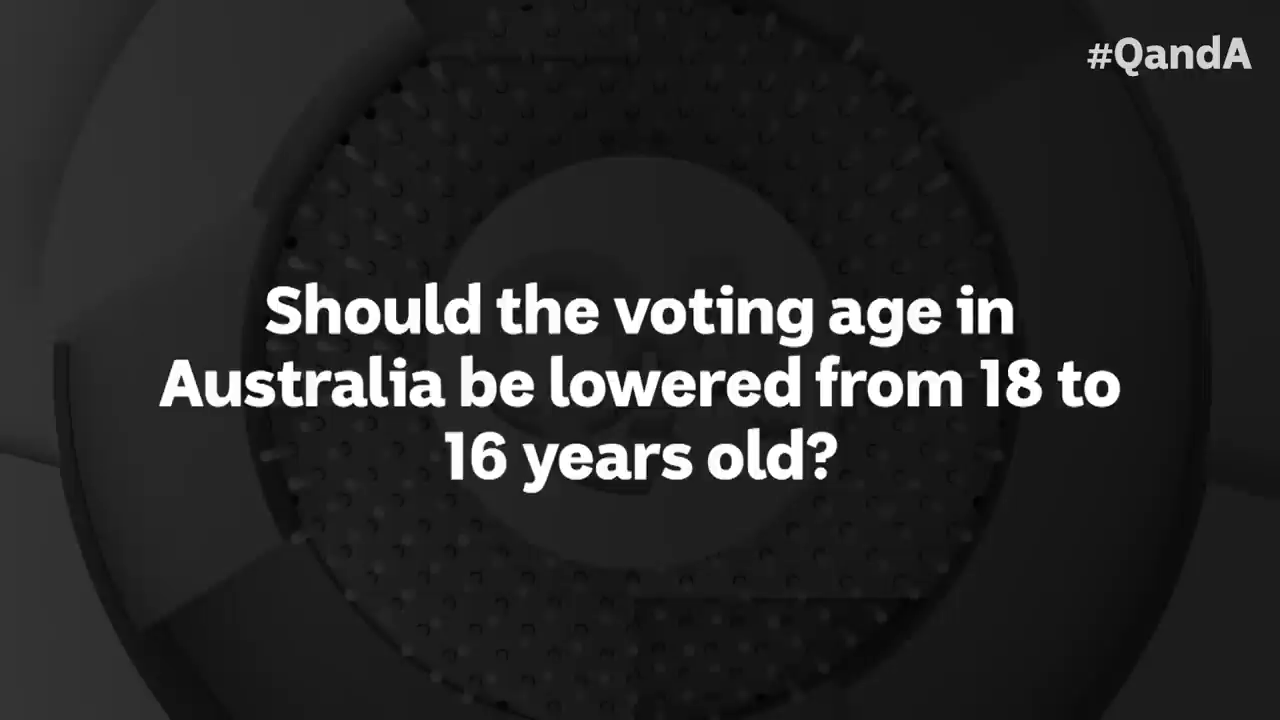 #QandA
Should the voting age in
Australia be lowered from 18 to
16 years old?